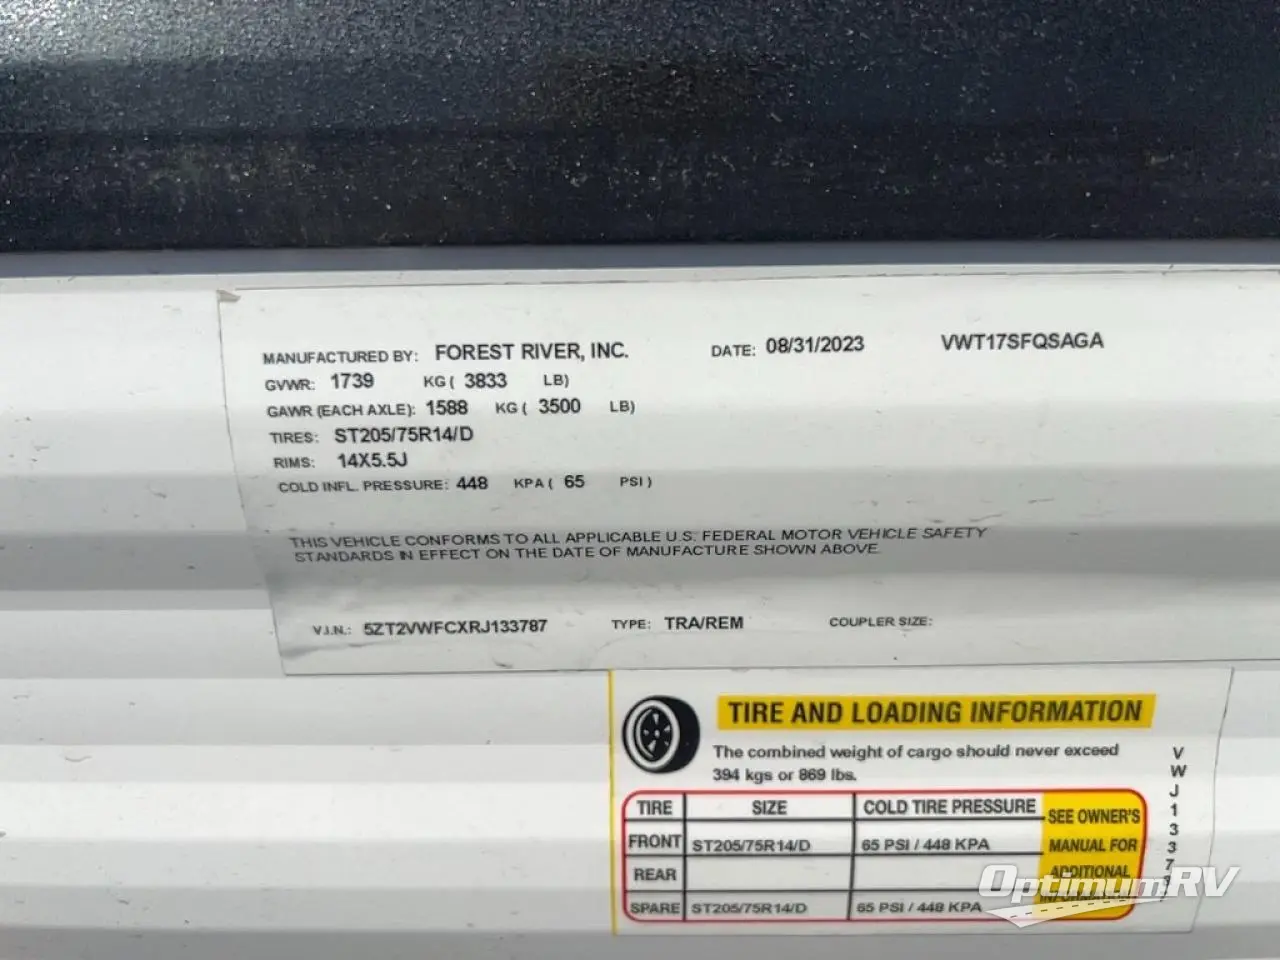 MANUFACTURED BY: FOREST RIVER, INC. DATE: 08/31/2023 VWT17SFQSAGA
GVWR: 1739 KG ( 3833 LB)
GAWR (EACH AXLE): 1588 KG ( 3500 LB)
TIRES: ST205/75R14/D
RIMS: 14X5.5J
COLD INFL. PRESSURE: 448 KPA ( 65 PSI )
THIS VEHICLE CONFORMS TO ALL APPLICABLE U.S. FEDERAL MOTOR VEHICLE SAFETY
STANDARDS IN EFFECT ON THE DATE OF MANUFACTURE SHOWN ABOVE.
V.I.N.: 5ZT2VWFCXRJ133787 TYPE: TRA/REM COUPLER SIZE:
TIRE AND LOADING INFORMATION
The combined weight of cargo should never exceed
394 kgs or 869 lbs.
TIRE SIZE COLD TIRE PRESSURE SEE OWNER'S
FRONT ST205/75R14/D 65 PSI / 448 KPA MANUAL FOR
REAR ADDITIONAL
SPARE ST205/75R14/D 65 PSI / 448 KPA
OptimumRV